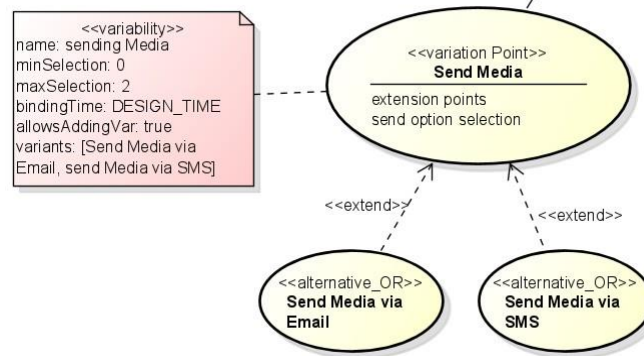 <<variability>>
name: sending Media
minSelection: 0
maxSelection: 2
bindingTime: DESIGN_TIME
allowsAddingVar: true
variants: [Send Media via
Email, send Media via SMS]
<<variation Point>>
Send Media
extension points
send option selection
<<extend>>
<<extend>>
<<alternative_OR>>
Send Media via
Email
<<alternative_OR>>
Send Media via
SMS